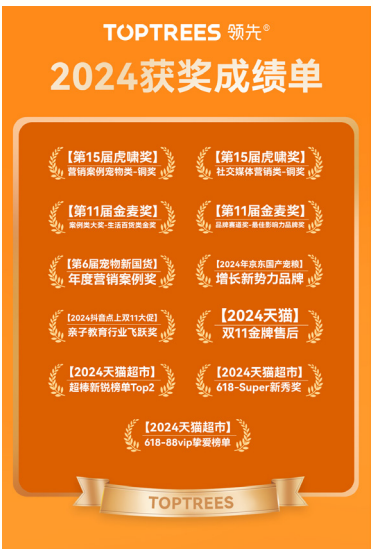 TOPTREES 领先®
2024获奖成绩单
【第15届虎啸奖】
营销案例宠物类-铜奖
【第15届虎啸奖】
社交媒体营销类-铜奖
【第11届金麦奖】
案例类大奖-生活百货类金奖
【第11届金麦奖】
品牌赛道奖-最佳影响力品牌奖
【第6届宠物新国货】
年度营销案例奖
【2024年京东国产宠粮】
增长新势力品牌
【2024抖音点上双11大促】
亲子教育行业飞跃奖
【2024天猫】
双11金牌售后
【2024天猫超市】
超棒新锐榜单Top2
【2024天猫超市】
618-Super新秀奖
【2024天猫超市】
618-88vip挚爱榜单
TOPTREES